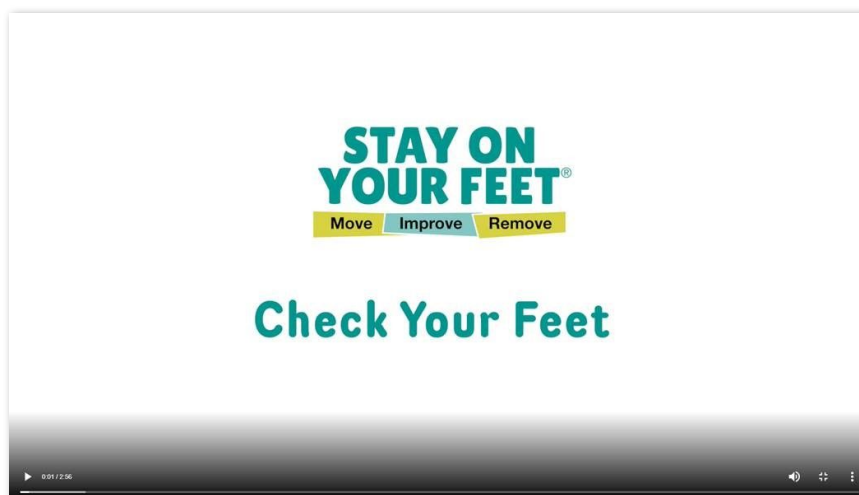 STAY ON
YOUR FEET®
Move Improve Remove
Check Your Feet
0:01 / 2:56